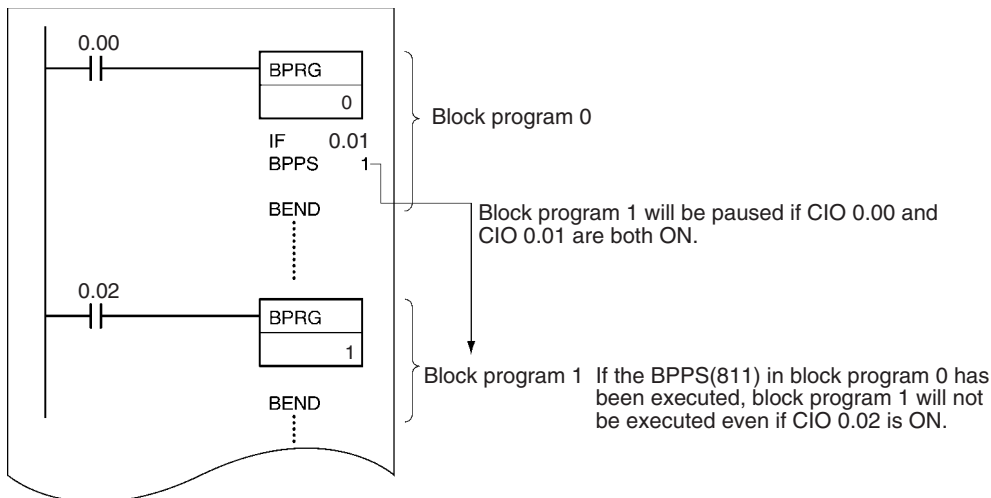 0.00
BPRG
0
Block program 0
IF 0.01
BPPS 1
BEND
Block program 1 will be paused if CIO 0.00 and
CIO 0.01 are both ON.
0.02
BPRG
1
Block program 1
If the BPPS(811) in block program 0 has
been executed, block program 1 will not
be executed even if CIO 0.02 is ON.
BEND